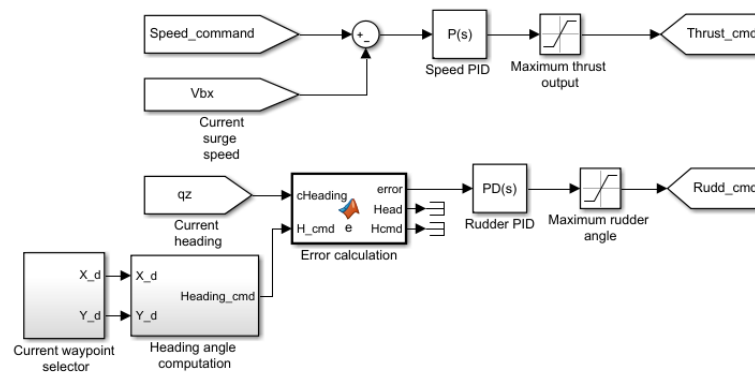 Speed_command
+
−
P(s)
Speed PID
Maximum thrust
output
Thrust_cmd
Vbx
Current
surge
speed
qz
Current
heading
cHeading
H_cmd
error
Head
Hcmd
e
Error calculation
PD(s)
Rudder PID
Maximum rudder
angle
Rudd_cmd
X_d
Y_d
Current waypoint
selector
X_d
Y_d
Heading_cmd
Heading angle
computation